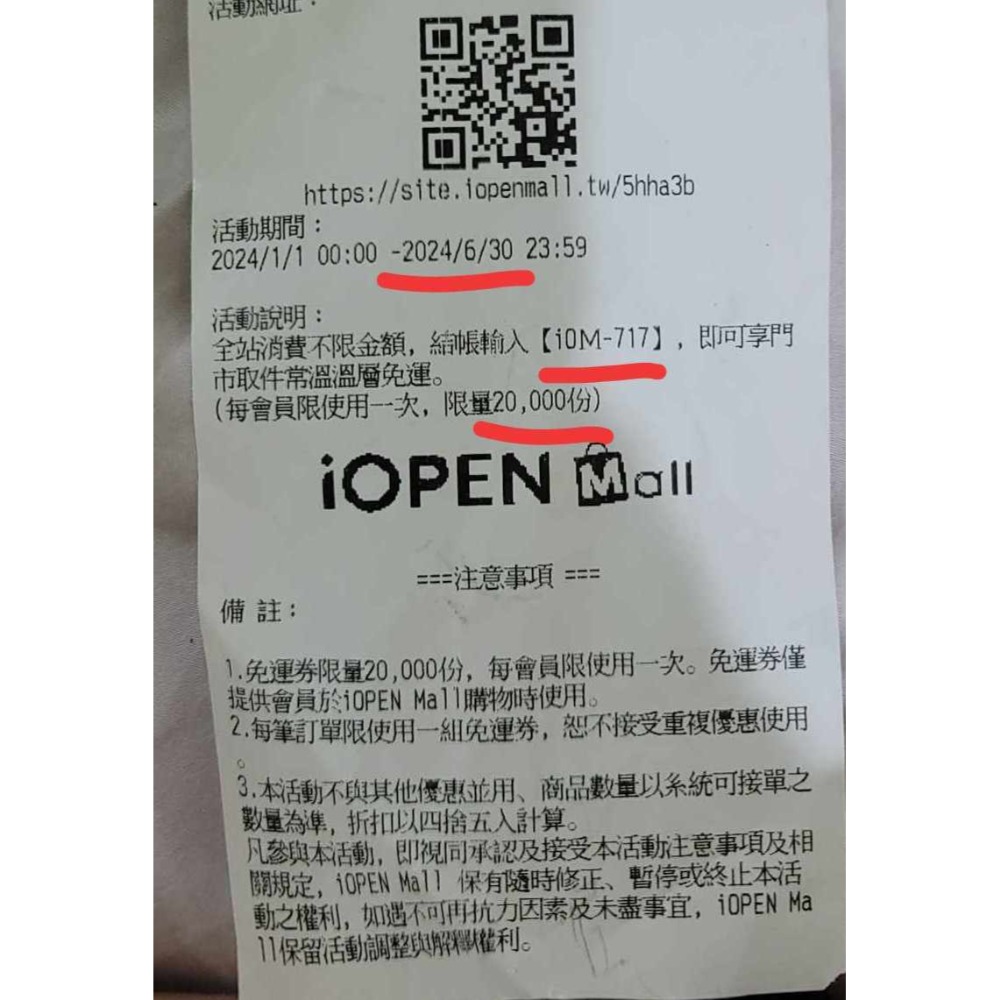 活動網址：
https://site.iopenmall.tw/5hha3b
活動期間：
2024/1/1 00:00 -2024/6/30 23:59
活動說明：
全站消費不限金額，結帳輸入【iOM-717】，即可享門
市取件常溫溫層免運。
(每會員限使用一次，限量20,000份)
iOPEN Mall
===注意事項 ===
備 註：
1.免運券限量20,000份，每會員限使用一次。免運券僅
提供會員於iOPEN Mall購物時使用。
2.每筆訂單限使用一組免運券，恕不接受重複優惠使用
。
3.本活動不與其他優惠並用、商品數量以系統可接單之
數量為準，折扣以四捨五入計算。
凡參與本活動，即視同承認及接受本活動注意事項及相
關規定，iOPEN Mall 保有隨時修正、暫停或終止本活
動之權利，如遇不可再抗力因素及未盡事宜，iOPEN Ma
ll保留活動調整與解釋權利。